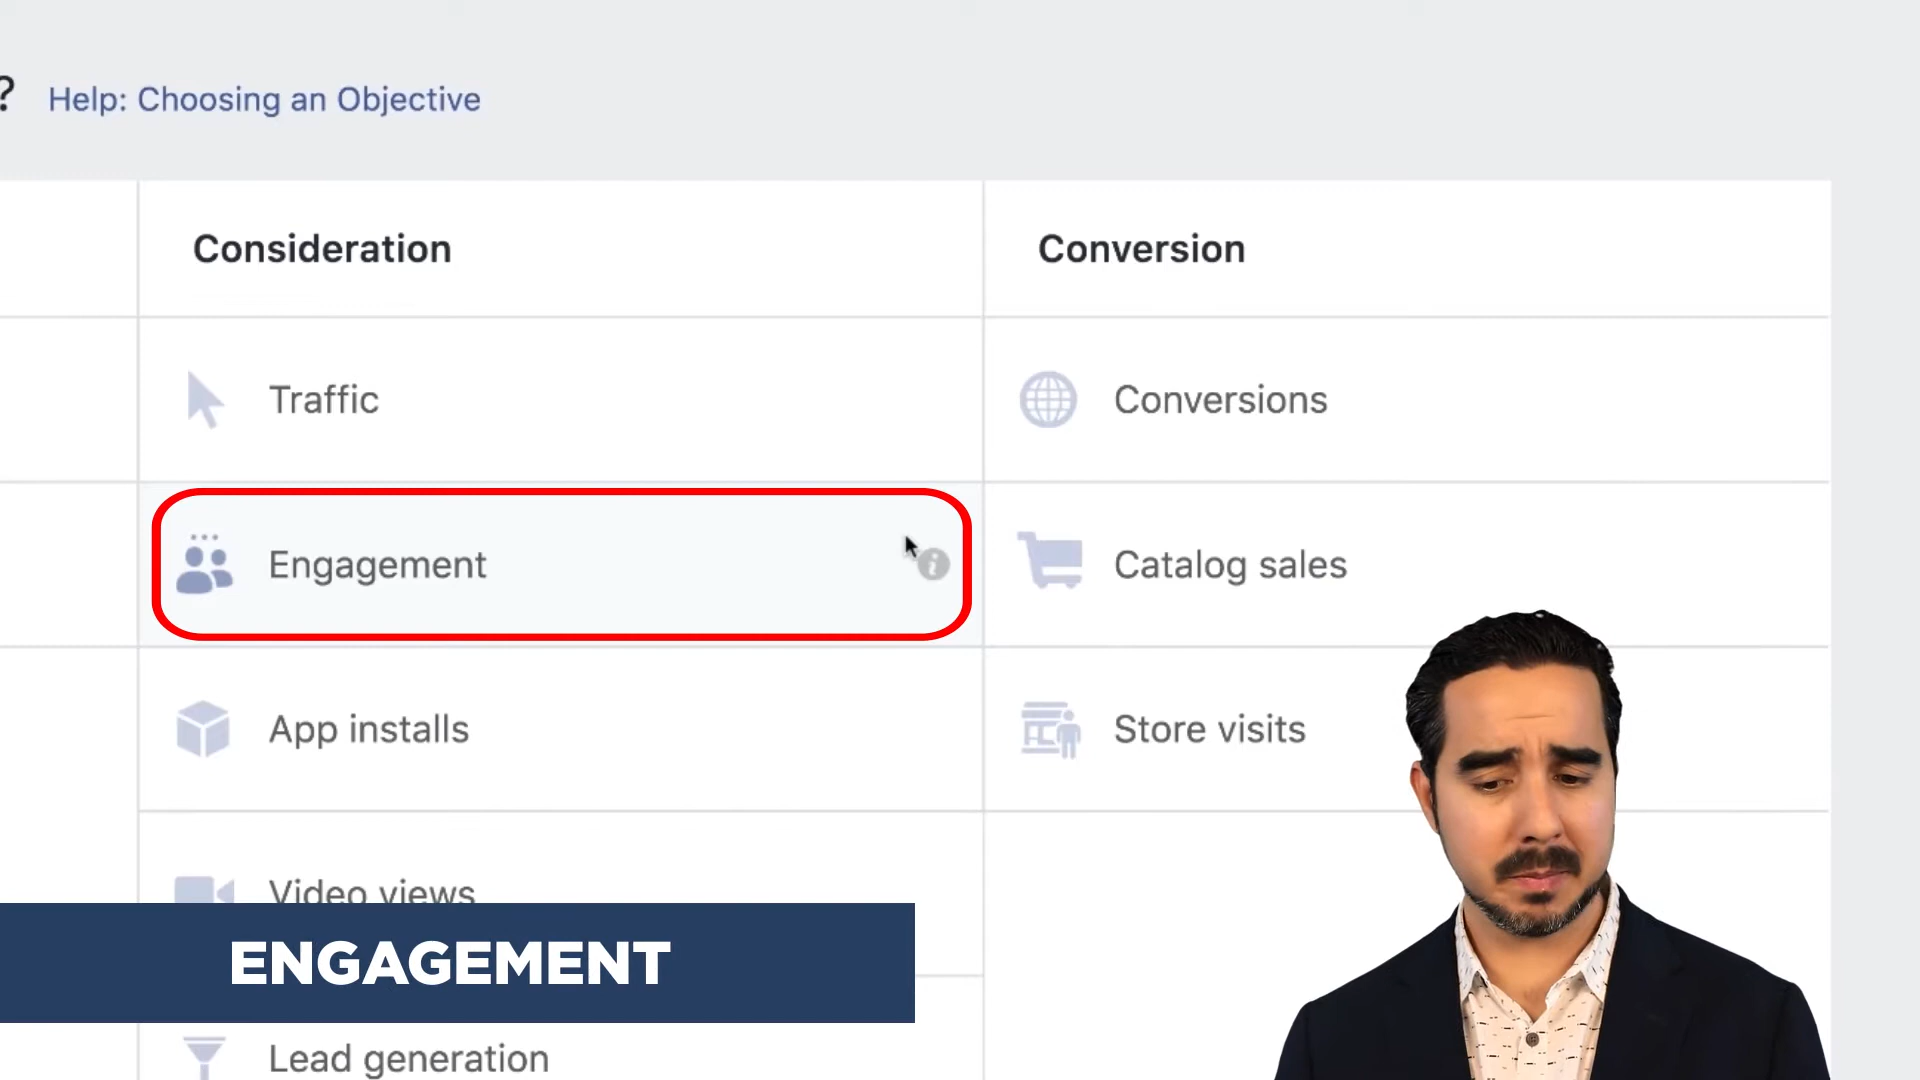 ? Help: Choosing an Objective
Consideration
Conversion
Traffic
Conversions
Engagement
Catalog sales
App installs
Store visits
Video views
ENGAGEMENT
Lead generation